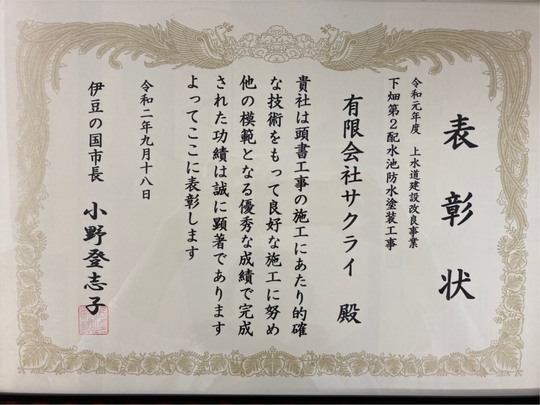 表彰状
令和元年度 上水道建設改良事業
下畑第2配水池防水塗装工事
有限会社サクライ 殿
貴社は頭書工事の施工にあたり的確
な技術をもって良好な施工に努め
他の模範となる優秀な成績で完成
された功績は誠に顕著であります
よってここに表彰します
令和二年九月十八日
伊豆の国市長 小野登志子